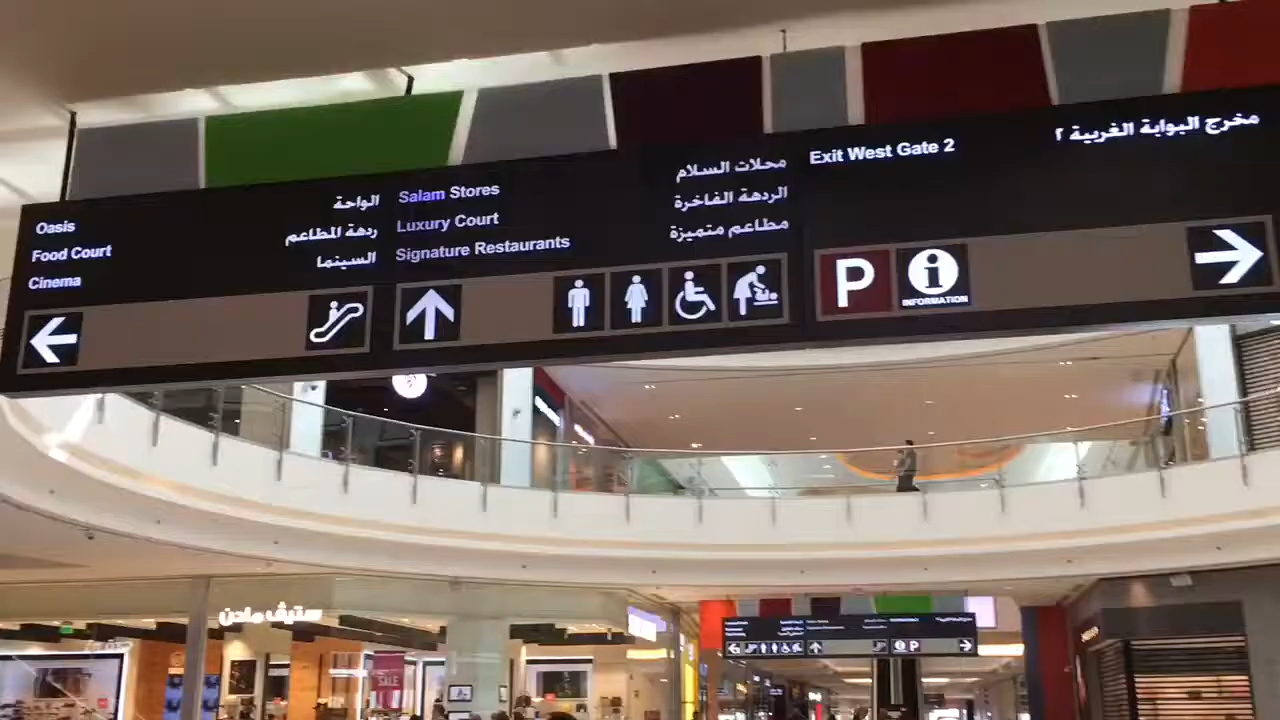 Oasis
الواحة
Food Court
ردهة المطاعم
Cinema
السينما
Salam Stores
محلات السلام
Luxury Court
الردهة الفاخرة
Signature Restaurants
مطاعم متميزة
Exit West Gate 2
مخرج البوابة الغربية ٢
P
INFORMATION
ستيف مادن
SALE
P